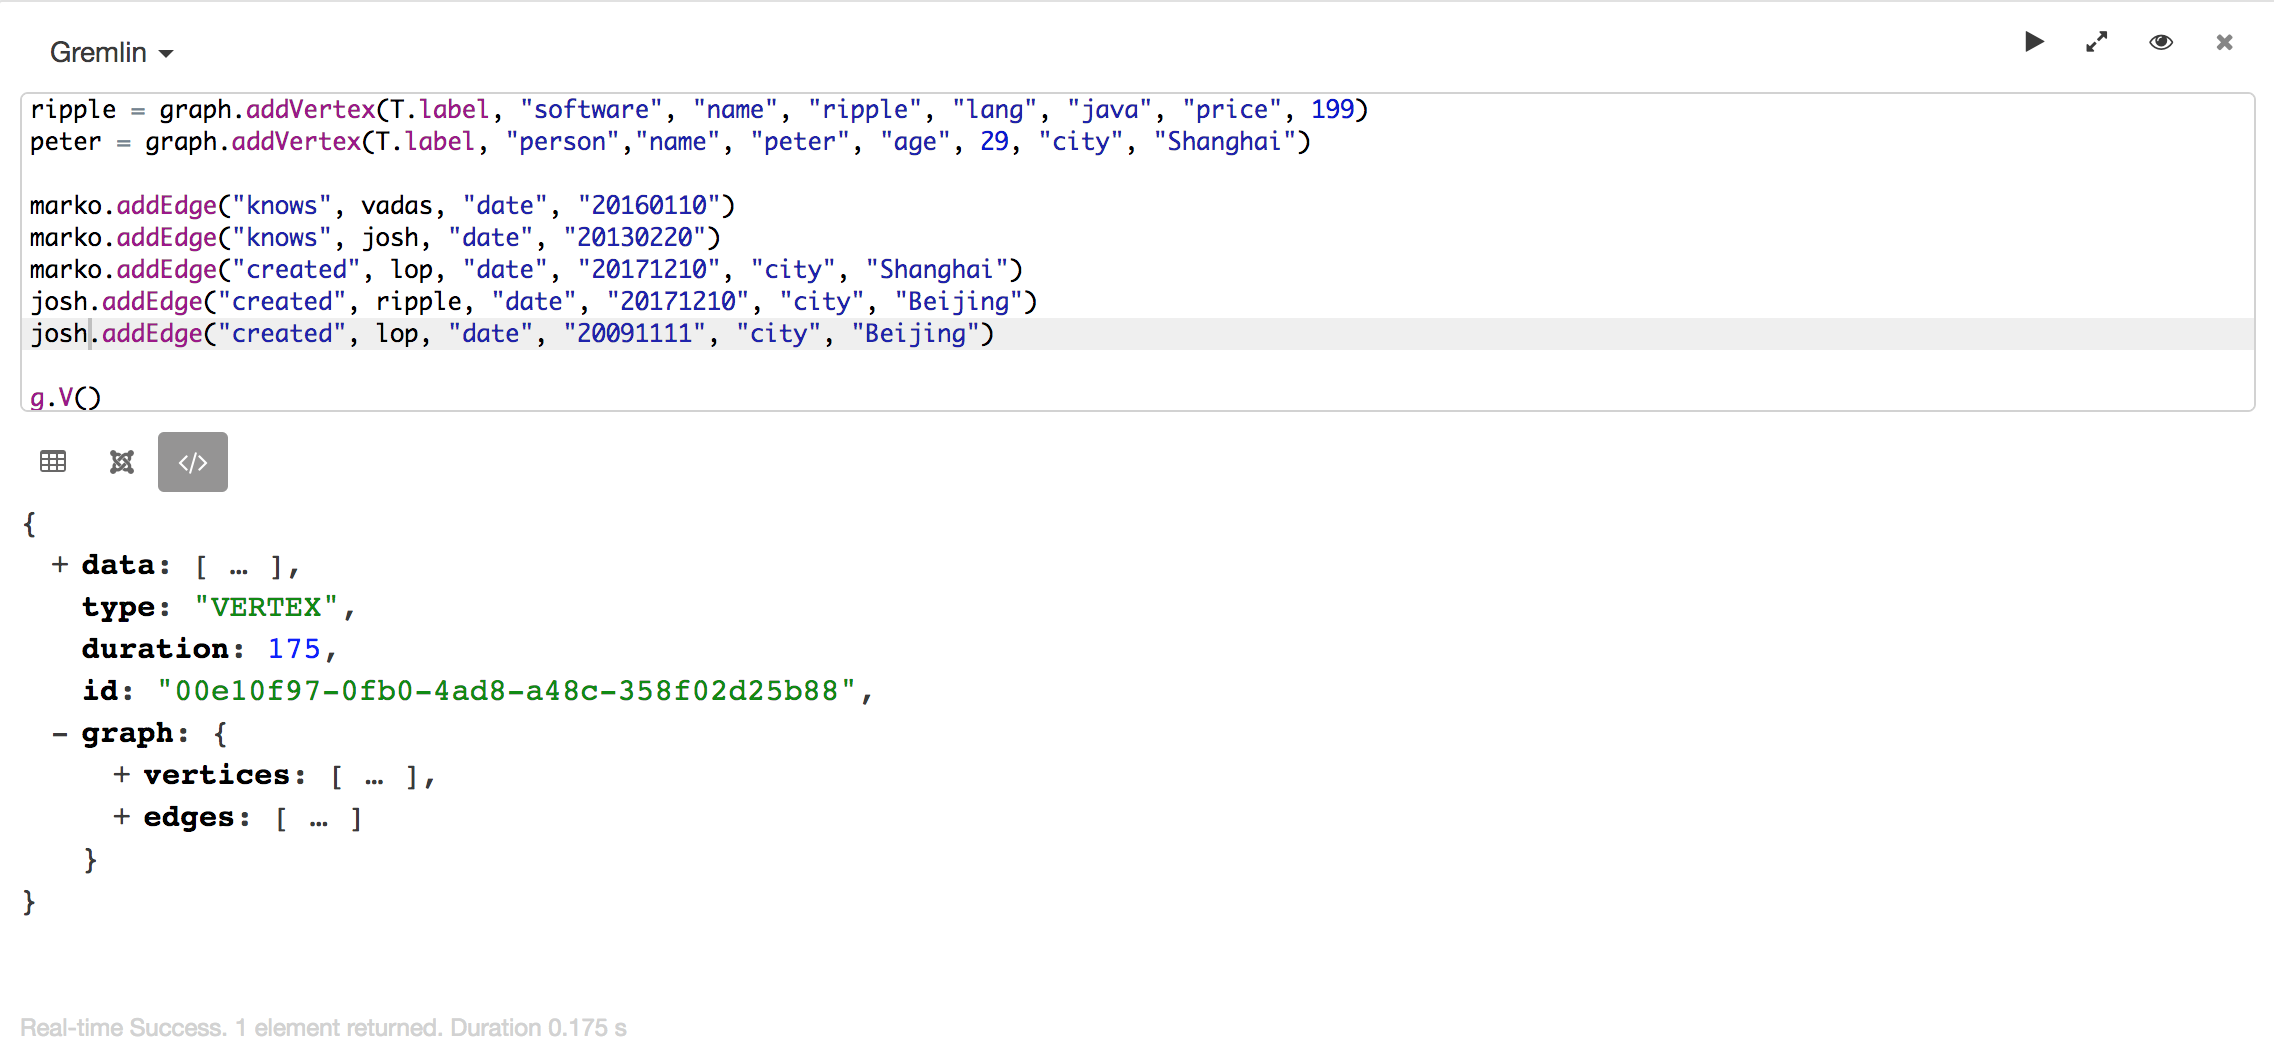 Gremlin
ripple = graph.addVertex(T.label, "software", "name", "ripple", "lang", "java", "price", 199)
peter = graph.addVertex(T.label, "person","name", "peter", "age", 29, "city", "Shanghai")
marko.addEdge("knows", vadas, "date", "20160110")
marko.addEdge("knows", josh, "date", "20130220")
marko.addEdge("created", lop, "date", "20171210", "city", "Shanghai")
josh.addEdge("created", ripple, "date", "20171210", "city", "Beijing")
josh.addEdge("created", lop, "date", "20091111", "city", "Beijing")
g.V()
</>
{
+ data: [ … ],
type: "VERTEX",
duration: 175,
id: "00e10f97-0fb0-4ad8-a48c-358f02d25b88",
- graph: {
+ vertices: [ … ],
+ edges: [ … ]
}
}
Real-time Success. 1 element returned. Duration 0.175 s